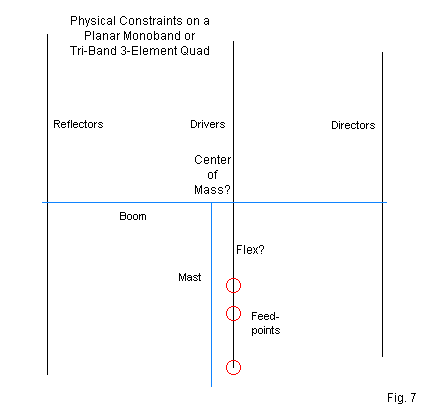 Physical Constraints on a
Planar Monoband or
Tri-Band 3-Element Quad
Reflectors
Drivers
Directors
Center
of
Mass?
Boom
Flex?
Mast
Feed-
points
Fig. 7